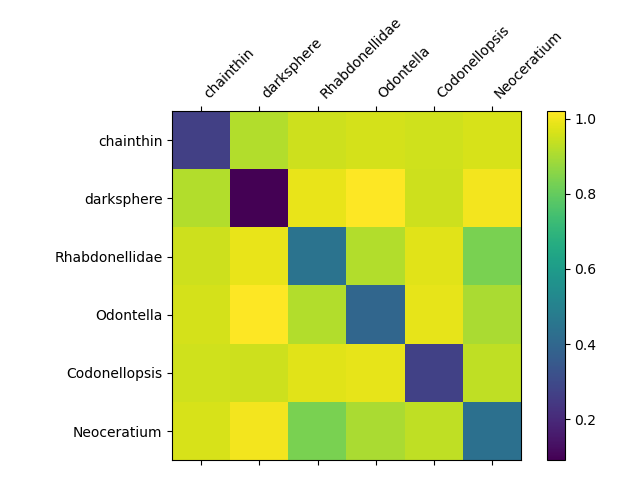 chainthin
darksphere
Rhabdonellidae
Odontella
Codonellopsis
Neoceratium
chainthin
darksphere
Rhabdonellidae
Odontella
Codonellopsis
Neoceratium
1.0
0.8
0.6
0.4
0.2